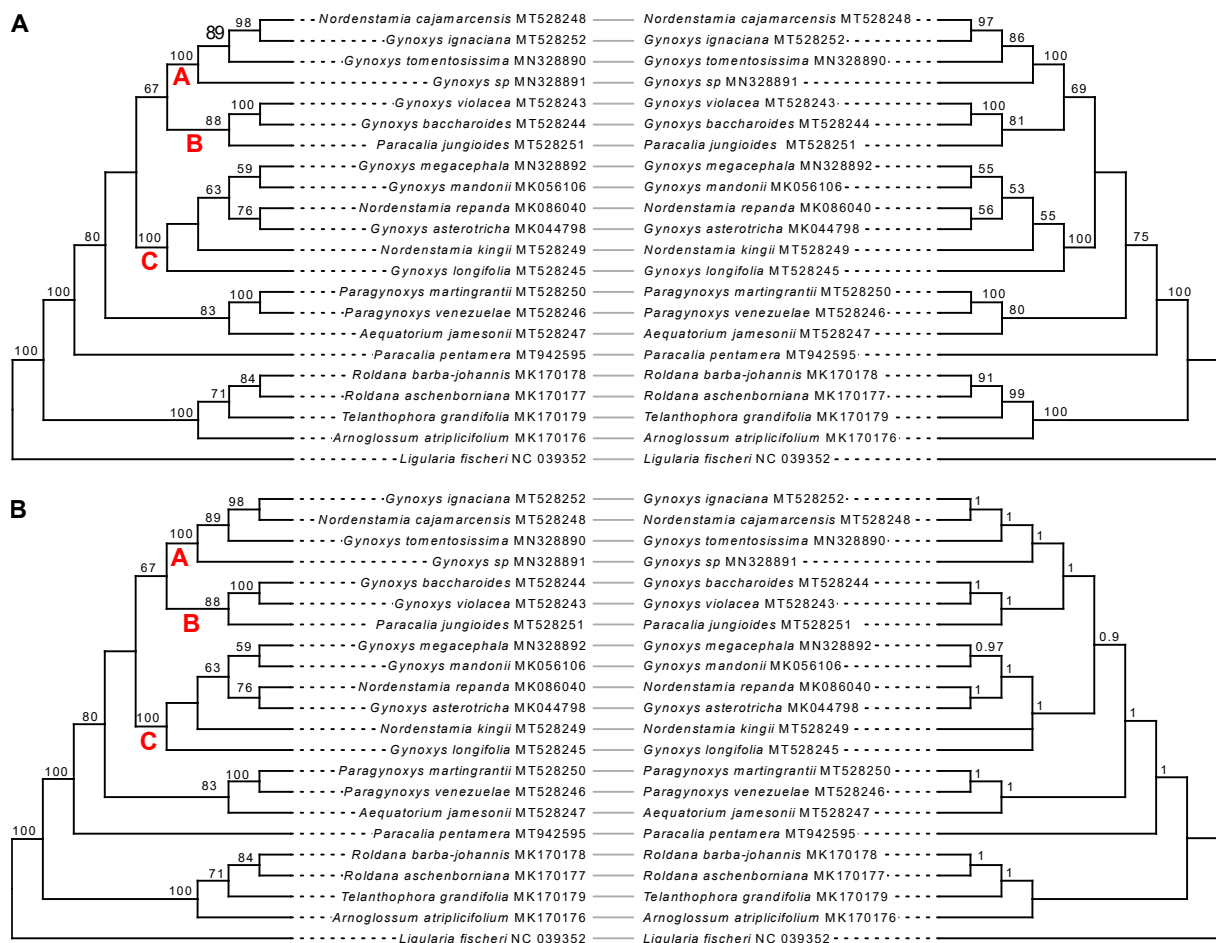 A
98 Nordenstamia cajamarcensis MT528248 Nordenstamia cajamarcensis MT528248 97
89 Gynoxys ignaciana MT528252 Gynoxys ignaciana MT528252 86
100 Gynoxys tomentosissima MN328890 Gynoxys tomentosissima MN328890 100
A Gynoxys sp MN328891 Gynoxys sp MN328891
67 100 Gynoxys violacea MT528243 Gynoxys violacea MT528243 100 69
88 Gynoxys baccharoides MT528244 Gynoxys baccharoides MT528244 81
B Paracalia jungioides MT528251 Paracalia jungioides MT528251
59 Gynoxys megacephala MN328892 Gynoxys megacephala MN328892 55
63 Gynoxys mandonii MK056106 Gynoxys mandonii MK056106 53
76 Nordenstamia repanda MK086040 Nordenstamia repanda MK086040 56 55
Gynoxys asterotricha MK044798 Gynoxys asterotricha MK044798
80 100 Nordenstamia kingii MT528249 Nordenstamia kingii MT528249 100 75
C Gynoxys longifolia MT528245 Gynoxys longifolia MT528245
100 100 Paragynoxys martingrantii MT528250 Paragynoxys martingrantii MT528250 100 100
83 Paragynoxys venezuelae MT528246 Paragynoxys venezuelae MT528246 80
Aequatorium jamesonii MT528247 Aequatorium jamesonii MT528247
100 Paracalia pentamera MT942595 Paracalia pentamera MT942595
84 Roldana barba-johannis MK170178 Roldana barba-johannis MK170178 91
71 Roldana aschenborniana MK170177 Roldana aschenborniana MK170177 99
100 Telanthophora grandifolia MK170179 Telanthophora grandifolia MK170179 100
Arnoglossum atriplicifolium MK170176 Arnoglossum atriplicifolium MK170176
Ligularia fischeri NC 039352 Ligularia fischeri NC 039352
B
98 Gynoxys ignaciana MT528252 Gynoxys ignaciana MT528252 1
89 Nordenstamia cajamarcensis MT528248 Nordenstamia cajamarcensis MT528248 1
100 Gynoxys tomentosissima MN328890 Gynoxys tomentosissima MN328890 1
A Gynoxys sp MN328891 Gynoxys sp MN328891
67 100 Gynoxys baccharoides MT528244 Gynoxys baccharoides MT528244 1 1
88 Gynoxys violacea MT528243 Gynoxys violacea MT528243 1
B Paracalia jungioides MT528251 Paracalia jungioides MT528251
59 Gynoxys megacephala MN328892 Gynoxys megacephala MN328892 0.97 0.9
63 Gynoxys mandonii MK056106 Gynoxys mandonii MK056106 1
76 Nordenstamia repanda MK086040 Nordenstamia repanda MK086040 1
Gynoxys asterotricha MK044798 Gynoxys asterotricha MK044798 1
80 100 Nordenstamia kingii MT528249 Nordenstamia kingii MT528249 1
C Gynoxys longifolia MT528245 Gynoxys longifolia MT528245
100 100 Paragynoxys martingrantii MT528250 Paragynoxys martingrantii MT528250 1 1
83 Paragynoxys venezuelae MT528246 Paragynoxys venezuelae MT528246 1
Aequatorium jamesonii MT528247 Aequatorium jamesonii MT528247
100 Paracalia pentamera MT942595 Paracalia pentamera MT942595
84 Roldana barba-johannis MK170178 Roldana barba-johannis MK170178 1
71 Roldana aschenborniana MK170177 Roldana aschenborniana MK170177 1
100 Telanthophora grandifolia MK170179 Telanthophora grandifolia MK170179
Arnoglossum atriplicifolium MK170176 Arnoglossum atriplicifolium MK170176
Ligularia fischeri NC 039352 Ligularia fischeri NC 039352